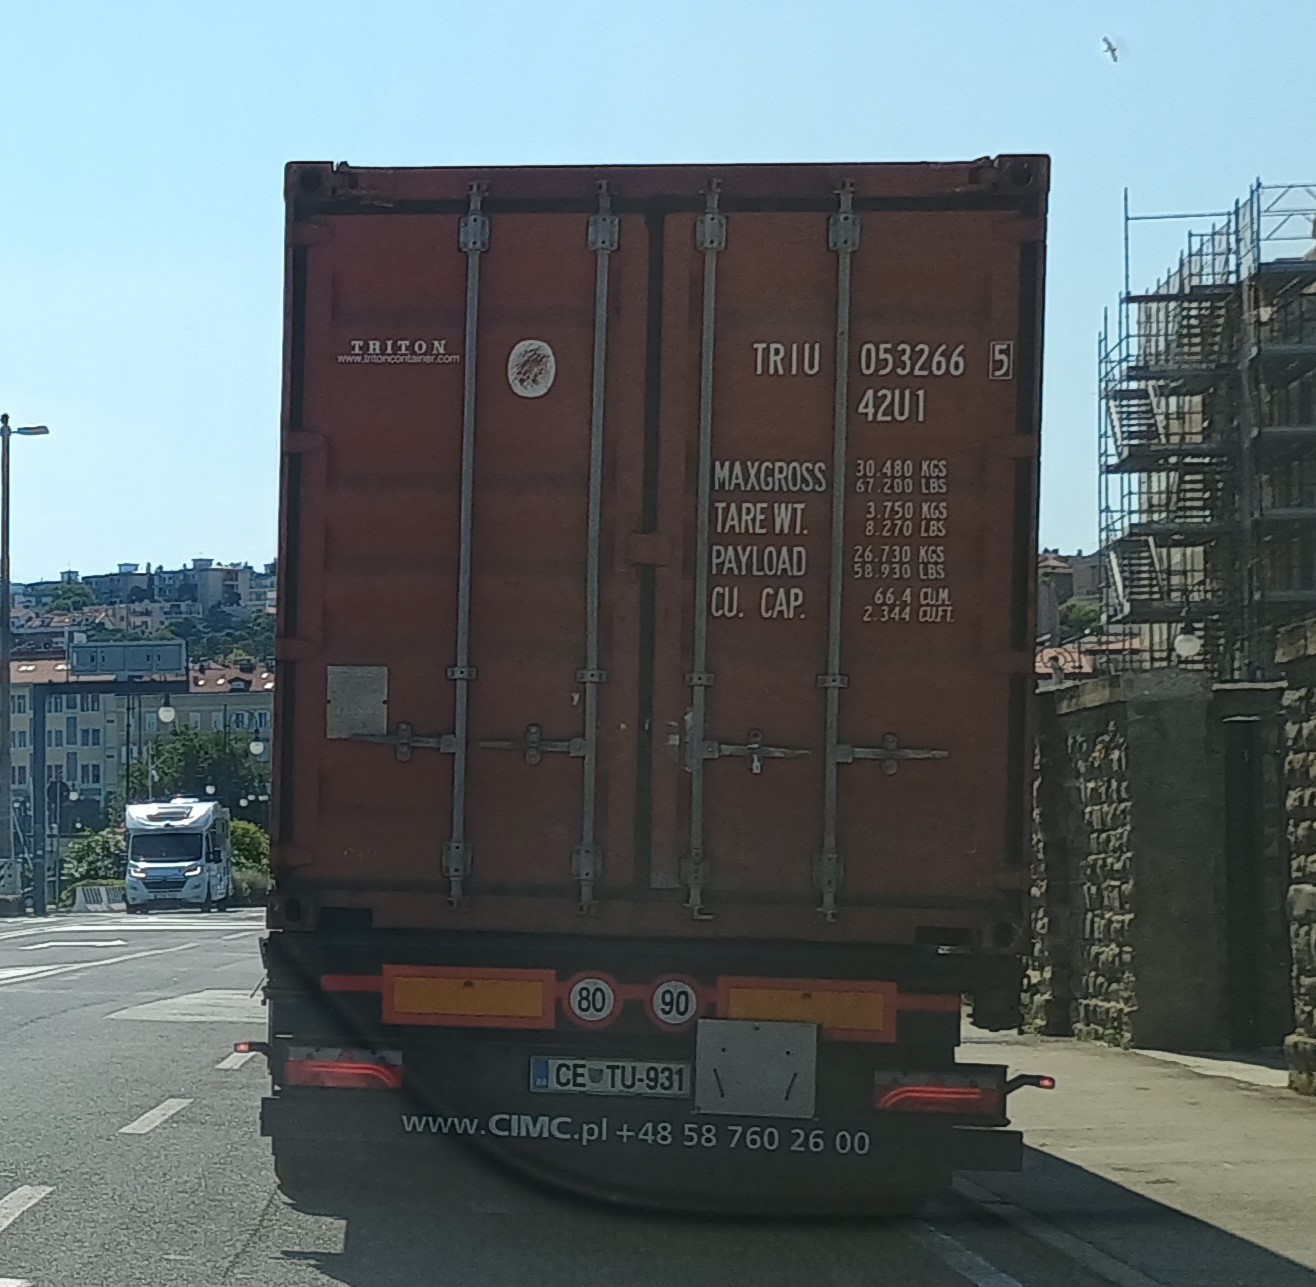 TRITON
www.tritoncontainer.com
TRIU 053266 5
42U1
MAXGROSS 30.480 KGS
67.200 LBS
TARE WT. 3.750 KGS
8.270 LBS
PAYLOAD 26.730 KGS
58.930 LBS
CU. CAP. 66.4 CU.M.
2.344 CU.FT.
80 90
CE TU-931
www.CIMC.pl +48 58 760 26 00